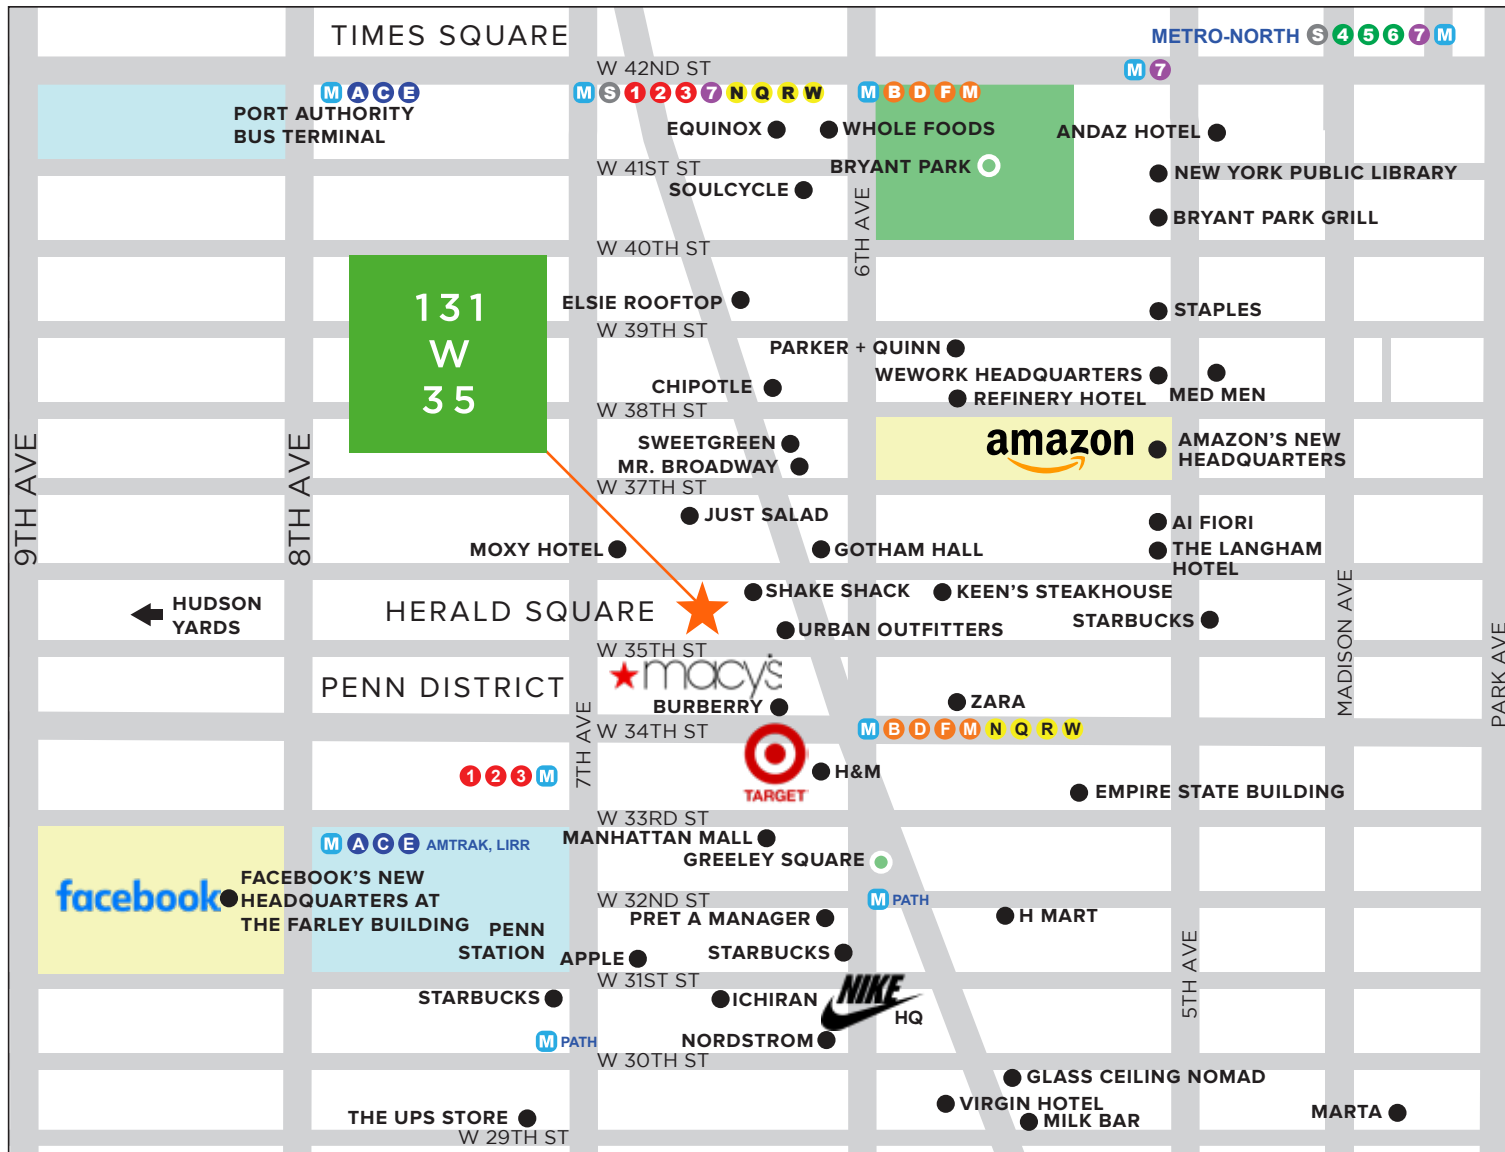 TIMES SQUARE
METRO-NORTH S 4 5 6 7 M
W 42ND ST
M 7
M A C E
M S 1 2 3 7 N Q R W
M B D F M
PORT AUTHORITY
BUS TERMINAL
EQUINOX
WHOLE FOODS
ANDAZ HOTEL
W 41ST ST
BRYANT PARK
NEW YORK PUBLIC LIBRARY
SOULCYCLE
6TH AVE
BRYANT PARK GRILL
W 40TH ST
131
W
35
ELSIE ROOFTOP
STAPLES
W 39TH ST
PARKER + QUINN
WEWORK HEADQUARTERS
CHIPOTLE
REFINERY HOTEL
MED MEN
W 38TH ST
9TH AVE
8TH AVE
SWEETGREEN
amazon
AMAZON'S NEW
HEADQUARTERS
MR. BROADWAY
W 37TH ST
JUST SALAD
AI FIORI
MOXY HOTEL
GOTHAM HALL
THE LANGHAM
HOTEL
SHAKE SHACK
KEEN'S STEAKHOUSE
HUDSON
YARDS
HERALD SQUARE
STARBUCKS
URBAN OUTFITTERS
MADISON AVE
PARK AVE
W 35TH ST
macy's
PENN DISTRICT
BURBERRY
ZARA
7TH AVE
W 34TH ST
M B D F M N Q R W
1 2 3 M
TARGET
H&M
EMPIRE STATE BUILDING
W 33RD ST
M A C E AMTRAK, LIRR
MANHATTAN MALL
GREELEY SQUARE
facebook
FACEBOOK'S NEW
HEADQUARTERS AT
THE FARLEY BUILDING
W 32ND ST
M PATH
PENN
STATION
PRET A MANAGER
H MART
APPLE
STARBUCKS
5TH AVE
W 31ST ST
STARBUCKS
ICHIRAN
NIKE
HQ
M PATH
NORDSTROM
W 30TH ST
GLASS CEILING NOMAD
VIRGIN HOTEL
MILK BAR
MARTA
THE UPS STORE
W 29TH ST